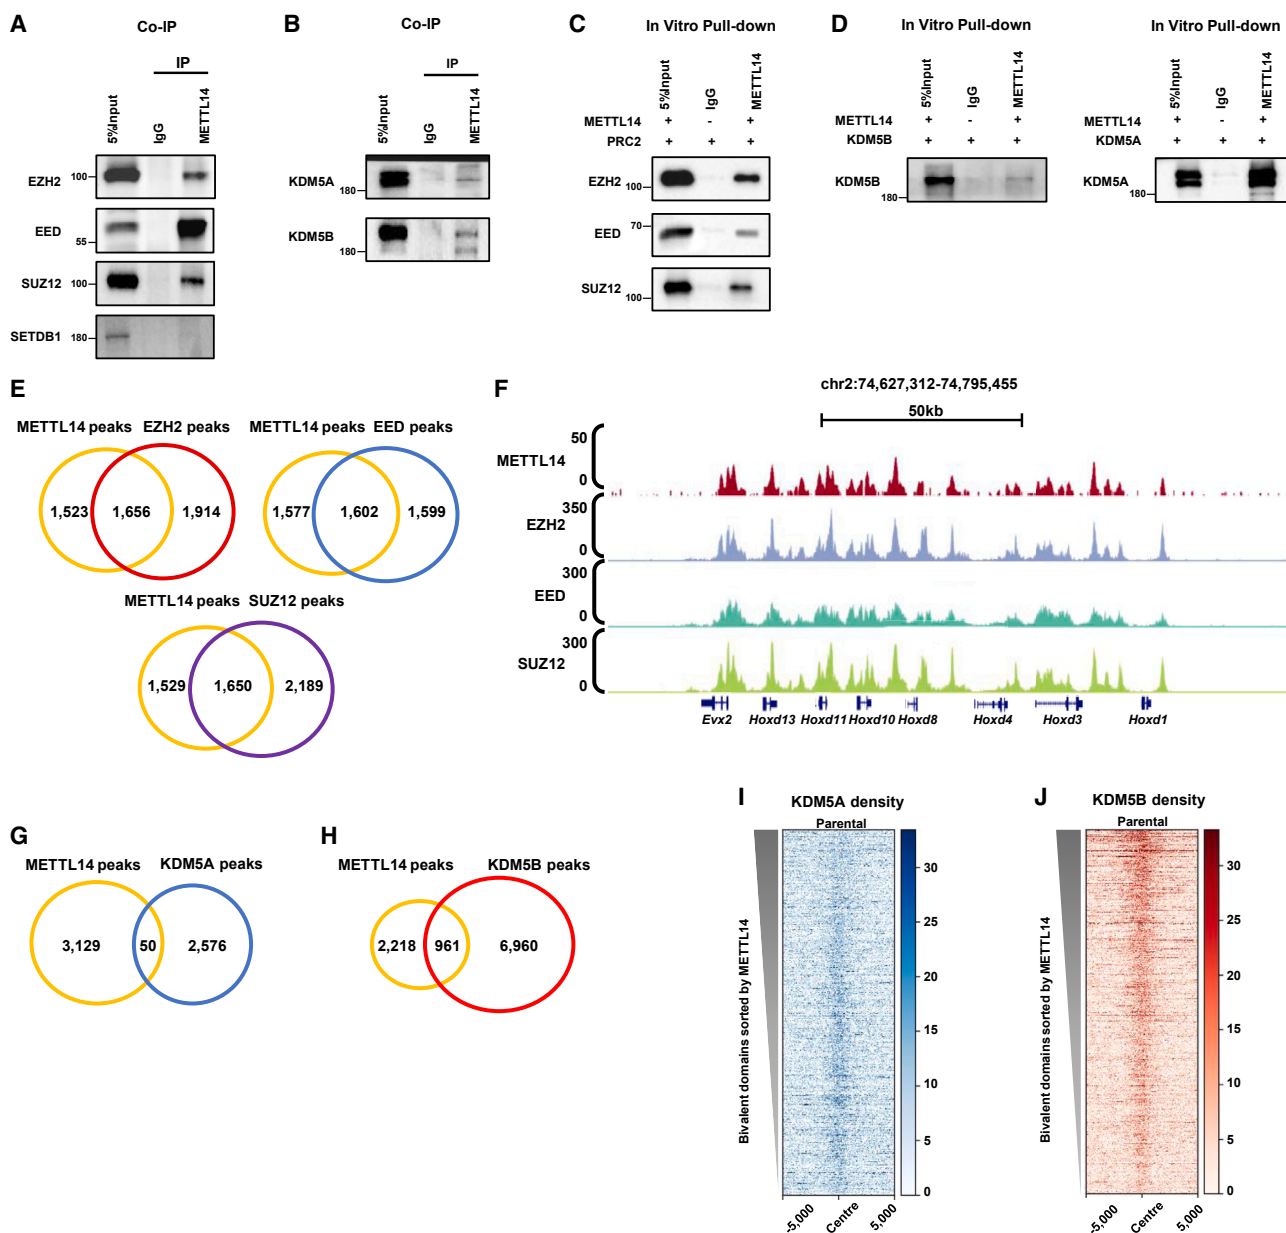 A
Co-IP
IP
5%Input
IgG
METTL14
EZH2
100
EED
55
SUZ12
100
SETDB1
180
B
Co-IP
IP
5%Input
IgG
METTL14
KDM5A
180
KDM5B
180
C
In Vitro Pull-down
5%Input
IgG
METTL14
METTL14 + - +
PRC2 + + +
EZH2
100
EED
70
SUZ12
100
D
In Vitro Pull-down
5%Input
IgG
METTL14
METTL14 + - +
KDM5B + + +
KDM5B
180
In Vitro Pull-down
5%Input
IgG
METTL14
METTL14 + - +
KDM5A + + +
KDM5A
180
E
METTL14 peaks EZH2 peaks
1,523 1,656 1,914
METTL14 peaks EED peaks
1,577 1,602 1,599
METTL14 peaks SUZ12 peaks
1,529 1,650 2,189
F
chr2:74,627,312-74,795,455
50kb
METTL14
50
0
EZH2
350
0
EED
300
0
SUZ12
300
0
Evx2 Hoxd13 Hoxd11 Hoxd10 Hoxd8 Hoxd4 Hoxd3 Hoxd1
G
METTL14 peaks KDM5A peaks
3,129 50 2,576
H
METTL14 peaks KDM5B peaks
2,218 961 6,960
I
KDM5A density
Parental
Bivalent domains sorted by METTL14
30
25
20
15
10
5
0
-5,000 Centre 5,000
J
KDM5B density
Parental
Bivalent domains sorted by METTL14
30
25
20
15
10
5
0
-5,000 Centre 5,000